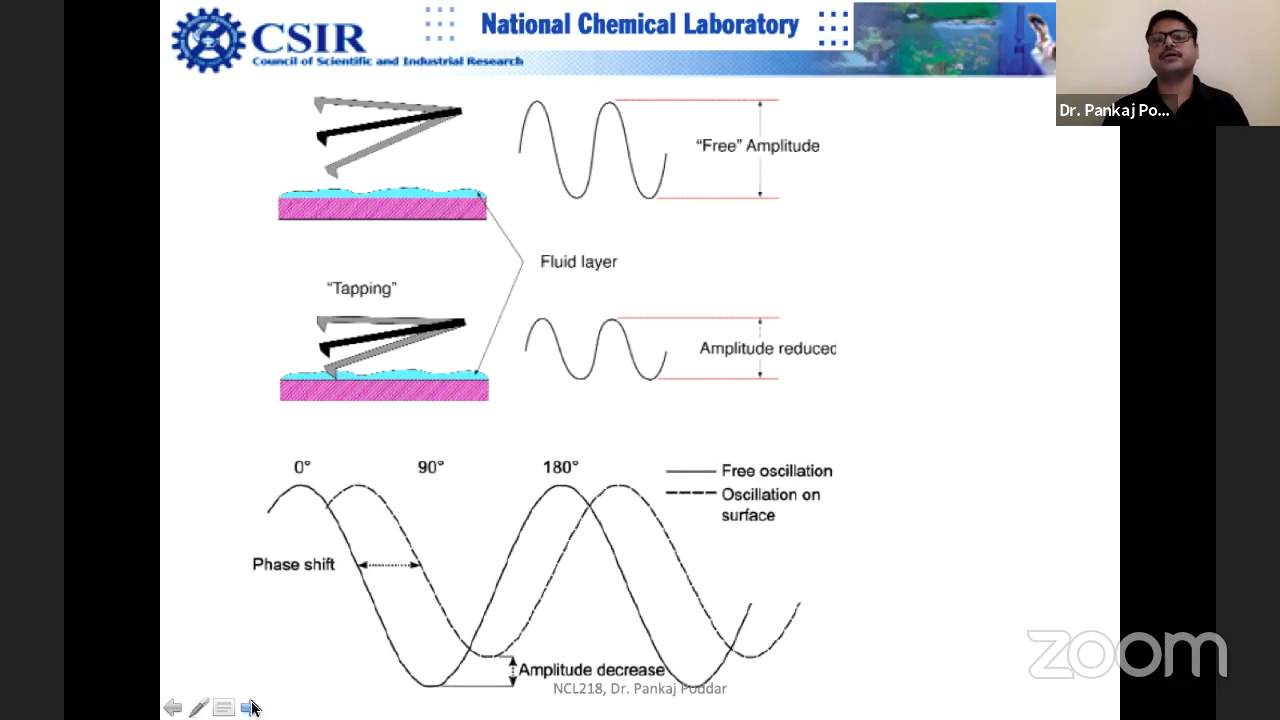 CSIR
Council of Scientific and Industrial Research
National Chemical Laboratory
Dr. Pankaj Po...
"Free" Amplitude
Fluid layer
"Tapping"
Amplitude reduced
0° 90° 180°
Free oscillation
Oscillation on
surface
Phase shift
Amplitude decrease
NCL218, Dr. Pankaj Poddar
zoom